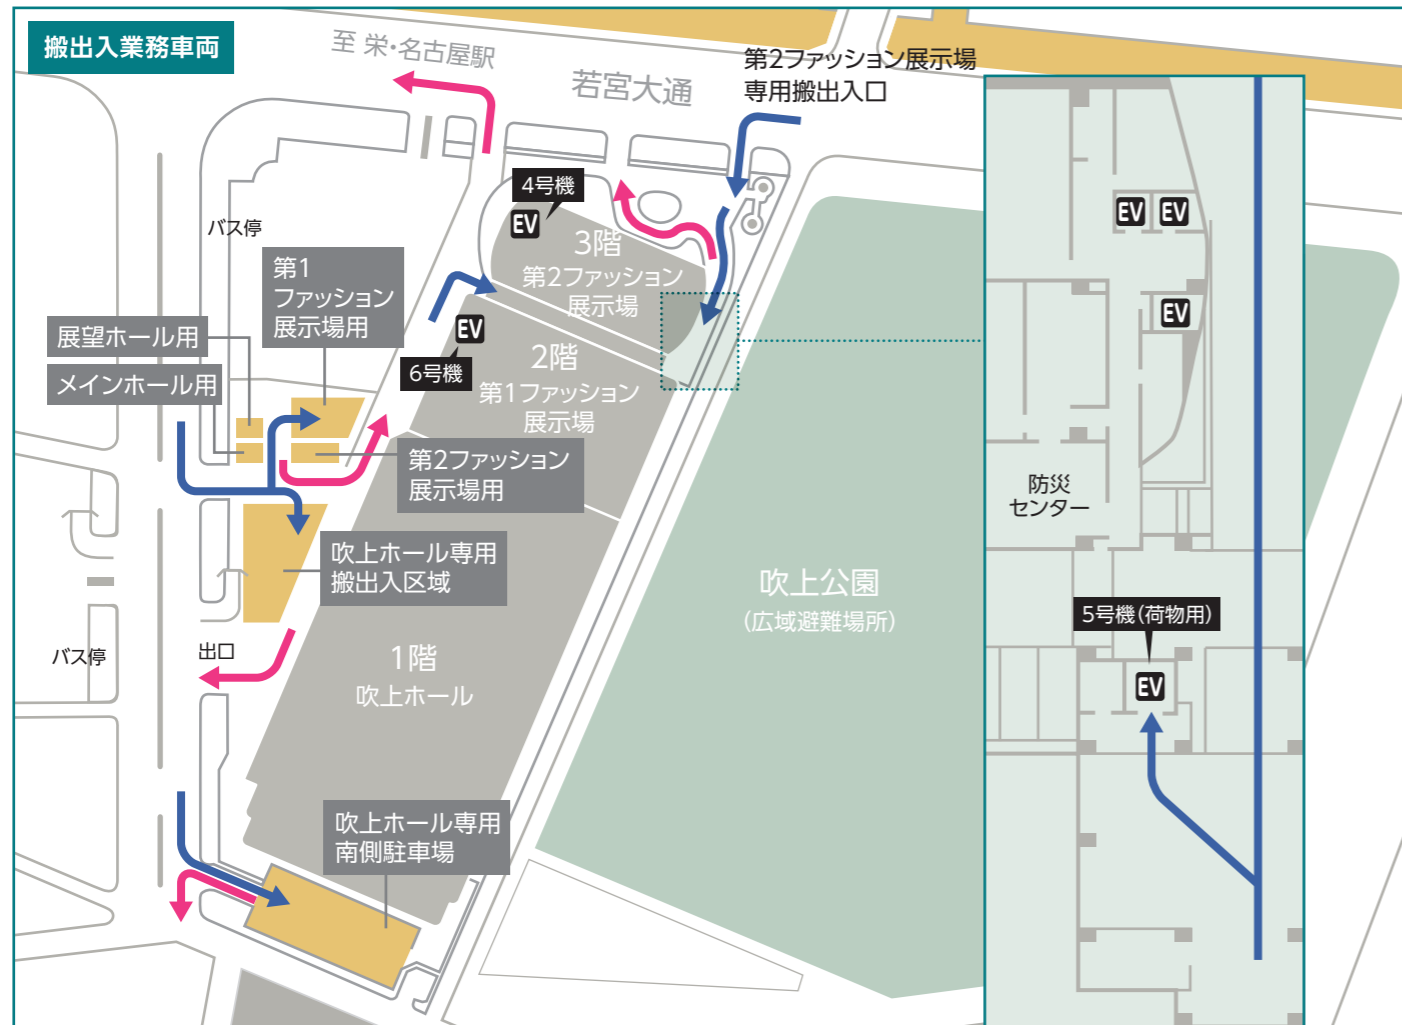 搬出入業務車両
至 栄・名古屋駅
若宮大通
第2ファッション展示場
専用搬出入口
4号機
EV
3階
第2ファッション
展示場
バス停
第1
ファッション
展示場用
展望ホール用
メインホール用
EV
6号機
2階
第1ファッション
展示場
第2ファッション
展示場用
吹上ホール専用
搬出入区域
バス停
出口
1階
吹上ホール
吹上公園
(広域避難場所)
吹上ホール専用
南側駐車場
EV
EV
EV
防災
センター
5号機(荷物用)
EV